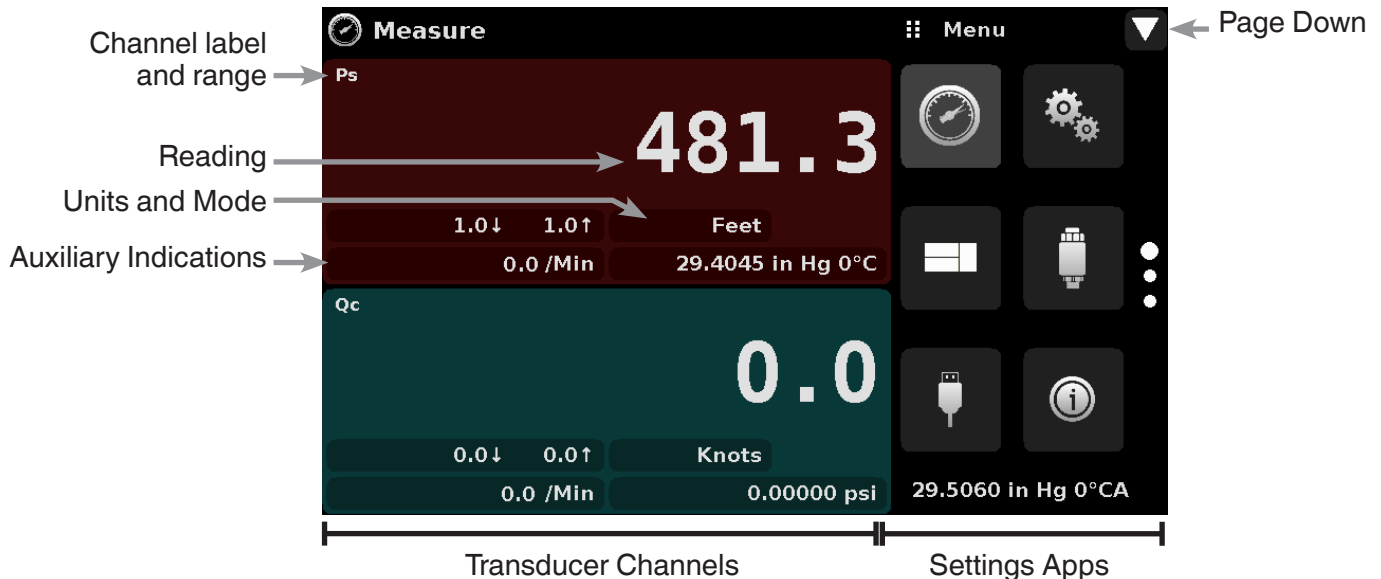 Measure
Menu
Page Down
Channel label
and range
Ps
481.3
Reading
Units and Mode
1.0↓ 1.0↑ Feet
Auxiliary Indications
0.0 /Min 29.4045 in Hg 0°C
Qc
0.0
0.0↓ 0.0↑ Knots
0.0 /Min 0.00000 psi
29.5060 in Hg 0°CA
Transducer Channels
Settings Apps